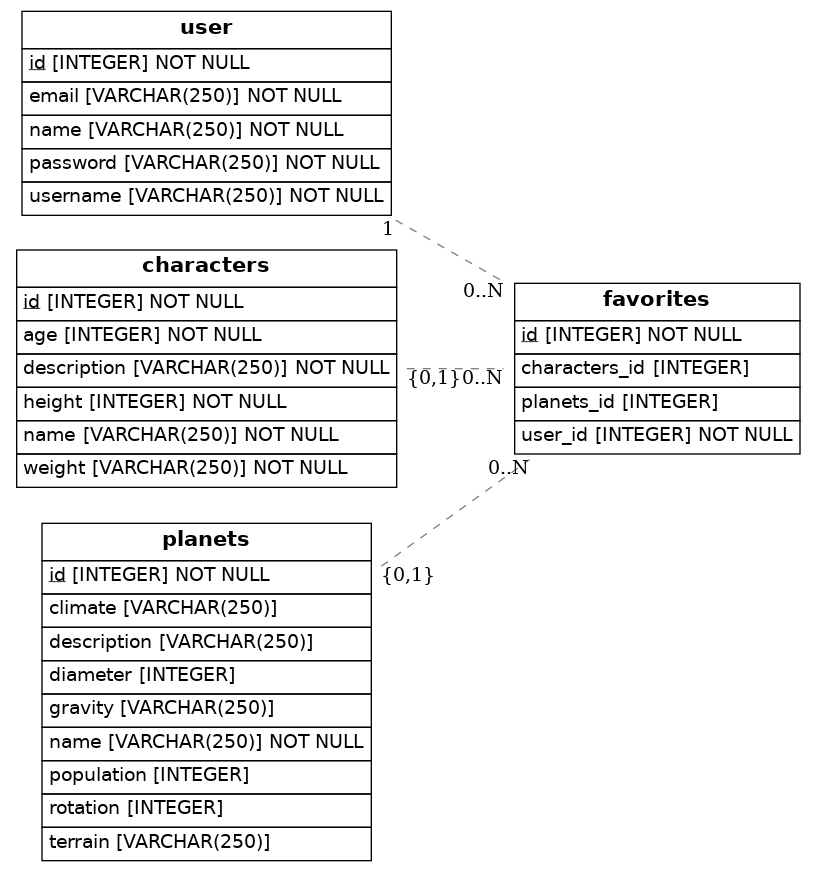 user
id [INTEGER] NOT NULL
email [VARCHAR(250)] NOT NULL
name [VARCHAR(250)] NOT NULL
password [VARCHAR(250)] NOT NULL
username [VARCHAR(250)] NOT NULL
1
0..N
characters
id [INTEGER] NOT NULL
age [INTEGER] NOT NULL
description [VARCHAR(250)] NOT NULL
height [INTEGER] NOT NULL
name [VARCHAR(250)] NOT NULL
weight [VARCHAR(250)] NOT NULL
{0,1}0..N
favorites
id [INTEGER] NOT NULL
characters_id [INTEGER]
planets_id [INTEGER]
user_id [INTEGER] NOT NULL
0..N
{0,1}
planets
id [INTEGER] NOT NULL
climate [VARCHAR(250)]
description [VARCHAR(250)]
diameter [INTEGER]
gravity [VARCHAR(250)]
name [VARCHAR(250)] NOT NULL
population [INTEGER]
rotation [INTEGER]
terrain [VARCHAR(250)]